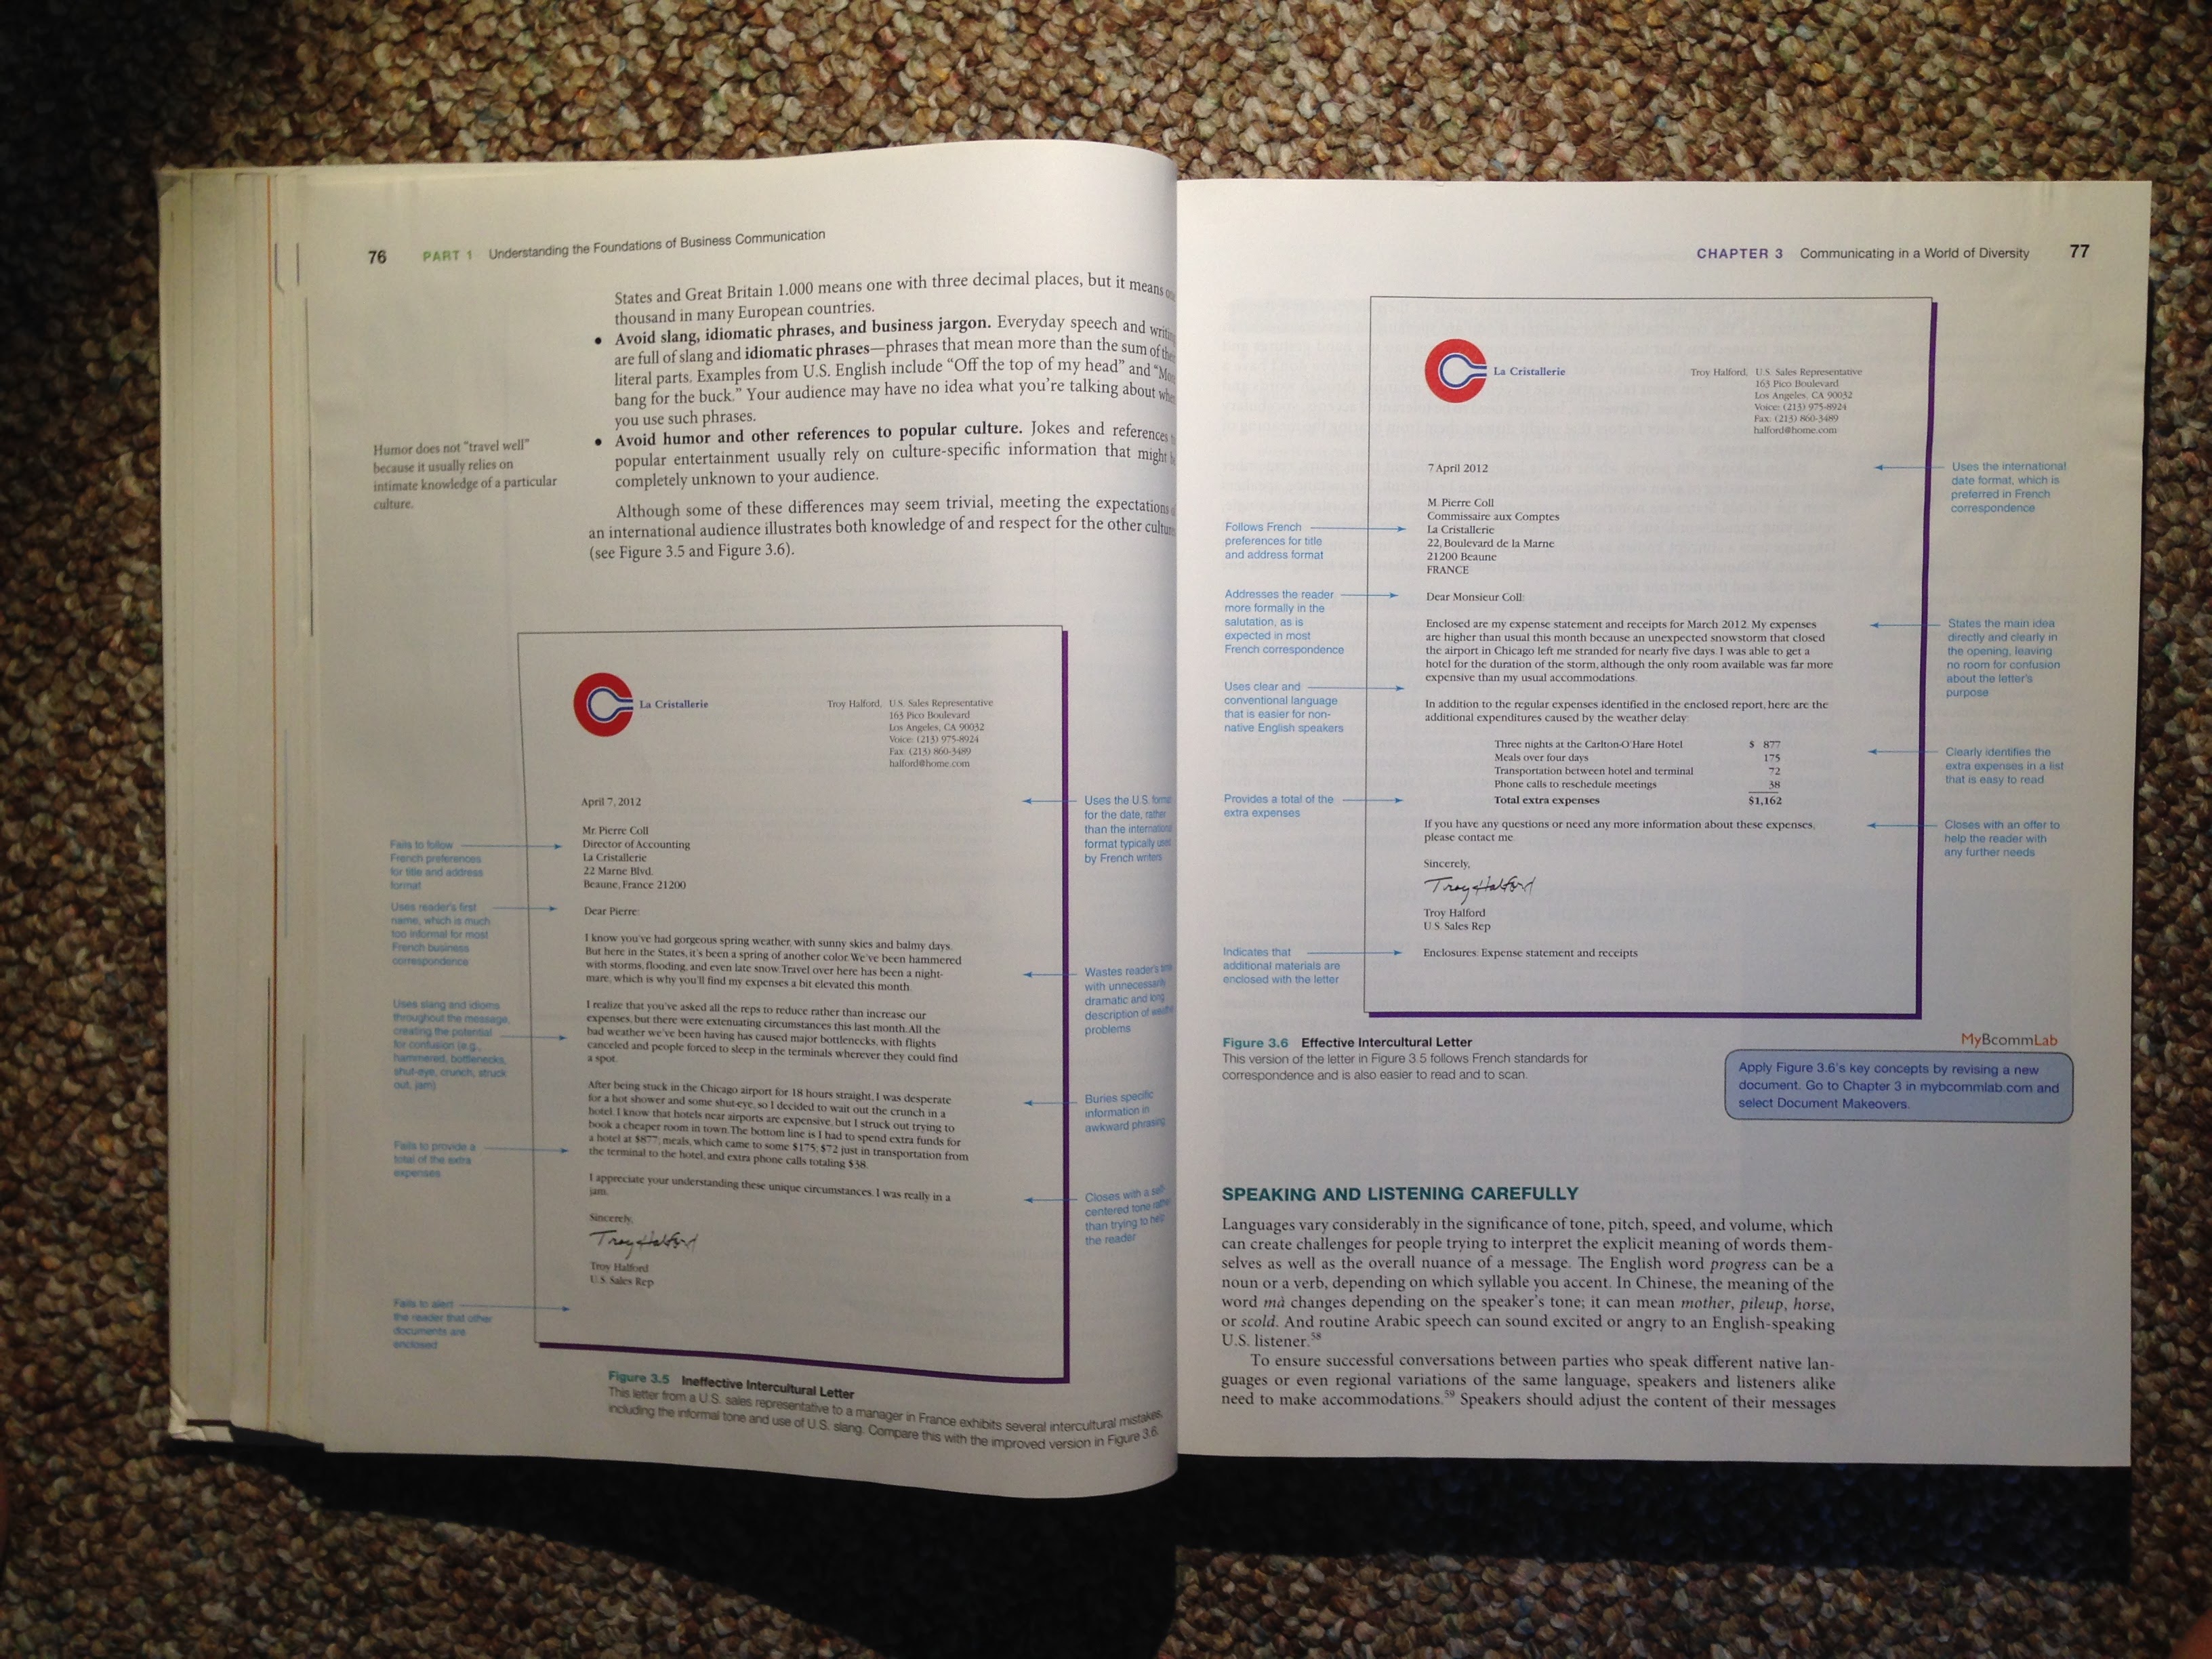 76 PART 1 Understanding the Foundations of Business Communication
States and Great Britain 1.000 means one with three decimal places, but it means
thousand in many European countries.
• Avoid slang, idiomatic phrases, and business jargon. Everyday speech and
are full of slang and idiomatic phrases—phrases that mean more than the sum of
literal parts. Examples from U.S. English include “Off the top of my head” and
bang for the buck.” Your audience may have no idea what you’re talking about
you use such phrases.
• Avoid humor and other references to popular culture. Jokes and references
popular entertainment usually rely on culture-specific information that might
completely unknown to your audience.
Humor does not “travel well”
because it usually relies on
intimate knowledge of a particular
culture.
Although some of these differences may seem trivial, meeting the expectations
an international audience illustrates both knowledge of and respect for the other
(see Figure 3.5 and Figure 3.6).
La Cristallerie
Troy Halford, U.S. Sales Representative
163 Pico Boulevard
Los Angeles, CA 90032
Voice: (213) 975-8924
Fax: (213) 860-3489
halford@home.com
April 7, 2012
Mr. Pierre Coll
Director of Accounting
La Cristallerie
22 Marne Blvd.
Beaune, France 21200
Dear Pierre:
I know you've had gorgeous spring weather, with sunny skies and balmy days.
But here in the States, it's been a spring of another color. We've been hammered
with storms, flooding, and even late snow. Travel over here has been a night-
mare, which is why you'll find my expenses a bit elevated this month.
I realize that you've asked all the reps to reduce rather than increase our
expenses, but there were extenuating circumstances this last month. All the
bad weather we've been having has caused major bottlenecks, with flights
canceled and people forced to sleep in the terminals wherever they could find
a spot.
After being stuck in the Chicago airport for 18 hours straight, I was desperate
for a hot shower and some shut-eye, so I decided to wait out the crunch in a
hotel. I know that hotels near airports are expensive, but I struck out trying to
book a cheaper room in town. The bottom line is I had to spend extra funds for
a hotel at $877; meals, which came to some $175; $72 just in transportation from
the terminal to the hotel, and extra phone calls totaling $38.
I appreciate your understanding these unique circumstances. I was really in a
jam.
Sincerely,
Troy Halford
Troy Halford
U.S. Sales Rep
Fails to follow
French preferences
for title and address
format
Uses reader's first
name, which is much
too informal for most
French business
correspondence
Uses slang and idioms
throughout the message,
creating the potential
for confusion (e.g.,
hammered, bottlenecks,
shut-eye, crunch, struck
out, jam)
Fails to provide a
total of the extra
expenses
Fails to alert
the reader that other
documents are
enclosed
Uses the U.S. format
for the date, rather
than the international
format typically used
by French writers
Wastes reader's time
with unnecessarily
dramatic and long
description of weather
problems
Buries specific
information in
awkward phrasing
Closes with a self-
centered tone rather
than trying to help
the reader
Figure 3.5 Ineffective Intercultural Letter
This letter from a U.S. sales representative to a manager in France exhibits several intercultural mistakes,
including the informal tone and use of U.S. slang. Compare this with the improved version in Figure 3.6.
CHAPTER 3 Communicating in a World of Diversity 77
La Cristallerie
Troy Halford, U.S. Sales Representative
163 Pico Boulevard
Los Angeles, CA 90032
Voice: (213) 975-8924
Fax: (213) 860-3489
halford@home.com
7 April 2012
M. Pierre Coll
Commissaire aux Comptes
La Cristallerie
22, Boulevard de la Marne
21200 Beaune
FRANCE
Dear Monsieur Coll:
Enclosed are my expense statement and receipts for March 2012. My expenses
are higher than usual this month because an unexpected snowstorm that closed
the airport in Chicago left me stranded for nearly five days. I was able to get a
hotel for the duration of the storm, although the only room available was far more
expensive than my usual accommodations.
In addition to the regular expenses identified in the enclosed report, here are the
additional expenditures caused by the weather delay:
Three nights at the Carlton-O'Hare Hotel $ 877
Meals over four days 175
Transportation between hotel and terminal 72
Phone calls to reschedule meetings 38
Total extra expenses $1,162
If you have any questions or need any more information about these expenses,
please contact me.
Sincerely,
Troy Halford
Troy Halford
U.S. Sales Rep
Enclosures: Expense statement and receipts
Follows French
preferences for title
and address format
Addresses the reader
more formally in the
salutation, as is
expected in most
French correspondence
Uses clear and
conventional language
that is easier for non-
native English speakers
Provides a total of the
extra expenses
Indicates that
additional materials are
enclosed with the letter
Uses the international
date format, which is
preferred in French
correspondence
States the main idea
directly and clearly in
the opening, leaving
no room for confusion
about the letter's
purpose
Clearly identifies the
extra expenses in a list
that is easy to read
Closes with an offer to
help the reader with
any further needs
Figure 3.6 Effective Intercultural Letter
This version of the letter in Figure 3.5 follows French standards for
correspondence and is also easier to read and to scan.
MyBcommLab
Apply Figure 3.6's key concepts by revising a new
document. Go to Chapter 3 in mybcommlab.com and
select Document Makeovers.
SPEAKING AND LISTENING CAREFULLY
Languages vary considerably in the significance of tone, pitch, speed, and volume, which
can create challenges for people trying to interpret the explicit meaning of words them-
selves as well as the overall nuance of a message. The English word progress can be a
noun or a verb, depending on which syllable you accent. In Chinese, the meaning of the
word mà changes depending on the speaker's tone; it can mean mother, pileup, horse,
or scold. And routine Arabic speech can sound excited or angry to an English-speaking
U.S. listener.58
To ensure successful conversations between parties who speak different native lan-
guages or even regional variations of the same language, speakers and listeners alike
need to make accommodations.59 Speakers should adjust the content of their messages